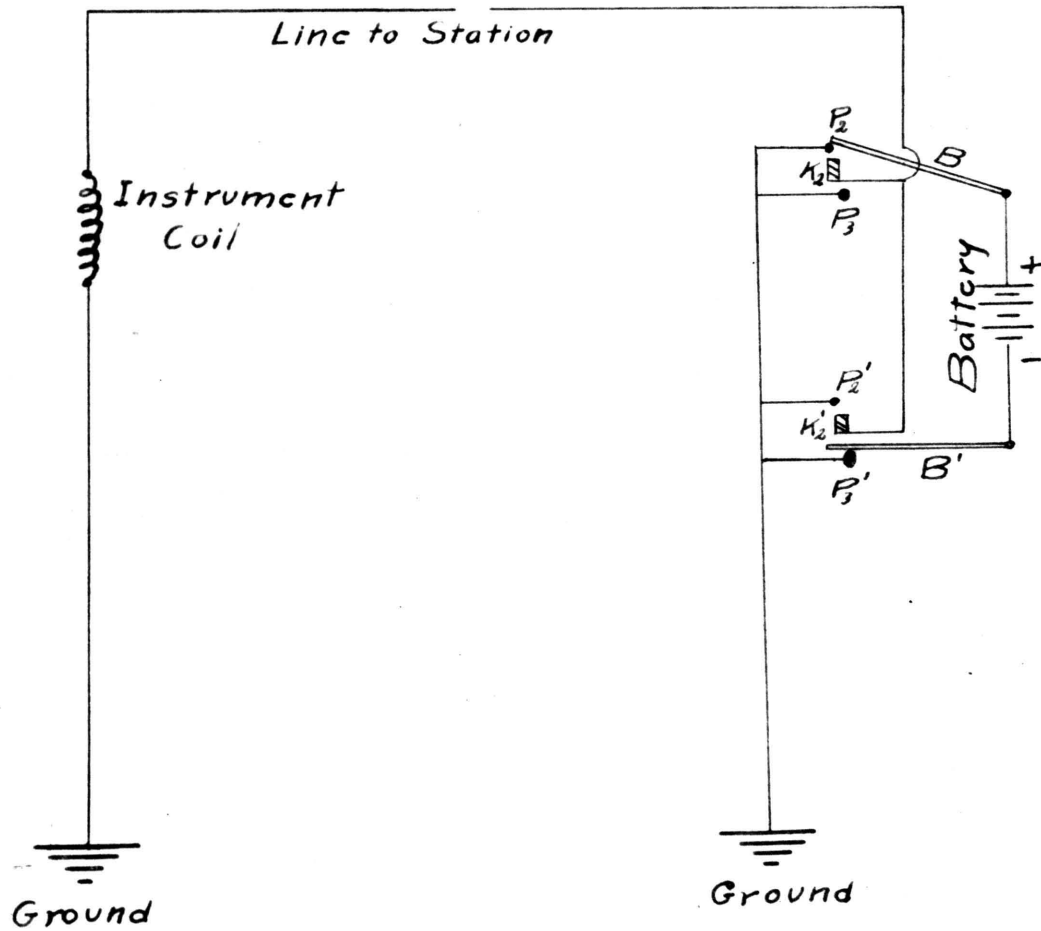 Line to Station
P₂
B
K₂
P₃
Instrument
Coil
Battery
+
−
P₂'
K₂'
B'
P₃'
Ground
Ground